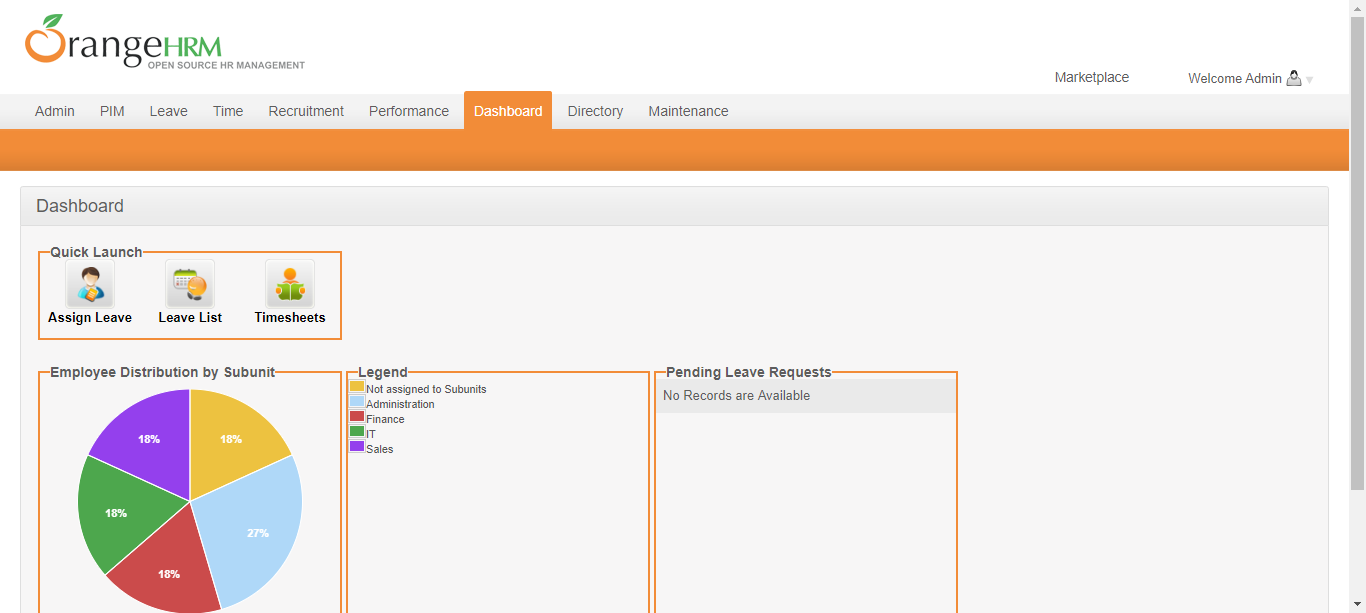 OrangeHRM
OPEN SOURCE HR MANAGEMENT
Marketplace Welcome Admin
Admin PIM Leave Time Recruitment Performance Dashboard Directory Maintenance
Dashboard
Quick Launch
Assign Leave Leave List Timesheets
Employee Distribution by Subunit
18% 18%
27%
18%
18%
Legend
Not assigned to Subunits
Administration
Finance
IT
Sales
Pending Leave Requests
No Records are Available